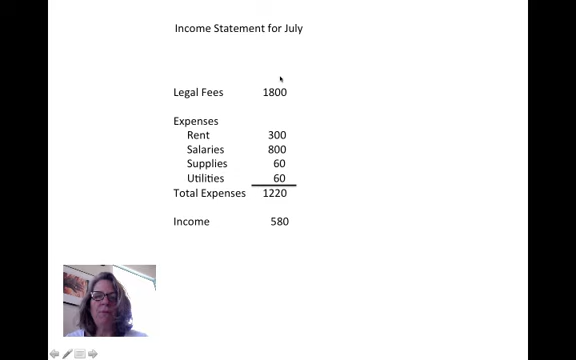 Income Statement for July
Legal Fees 1800
Expenses
Rent 300
Salaries 800
Supplies 60
Utilities 60
Total Expenses 1220
Income 580